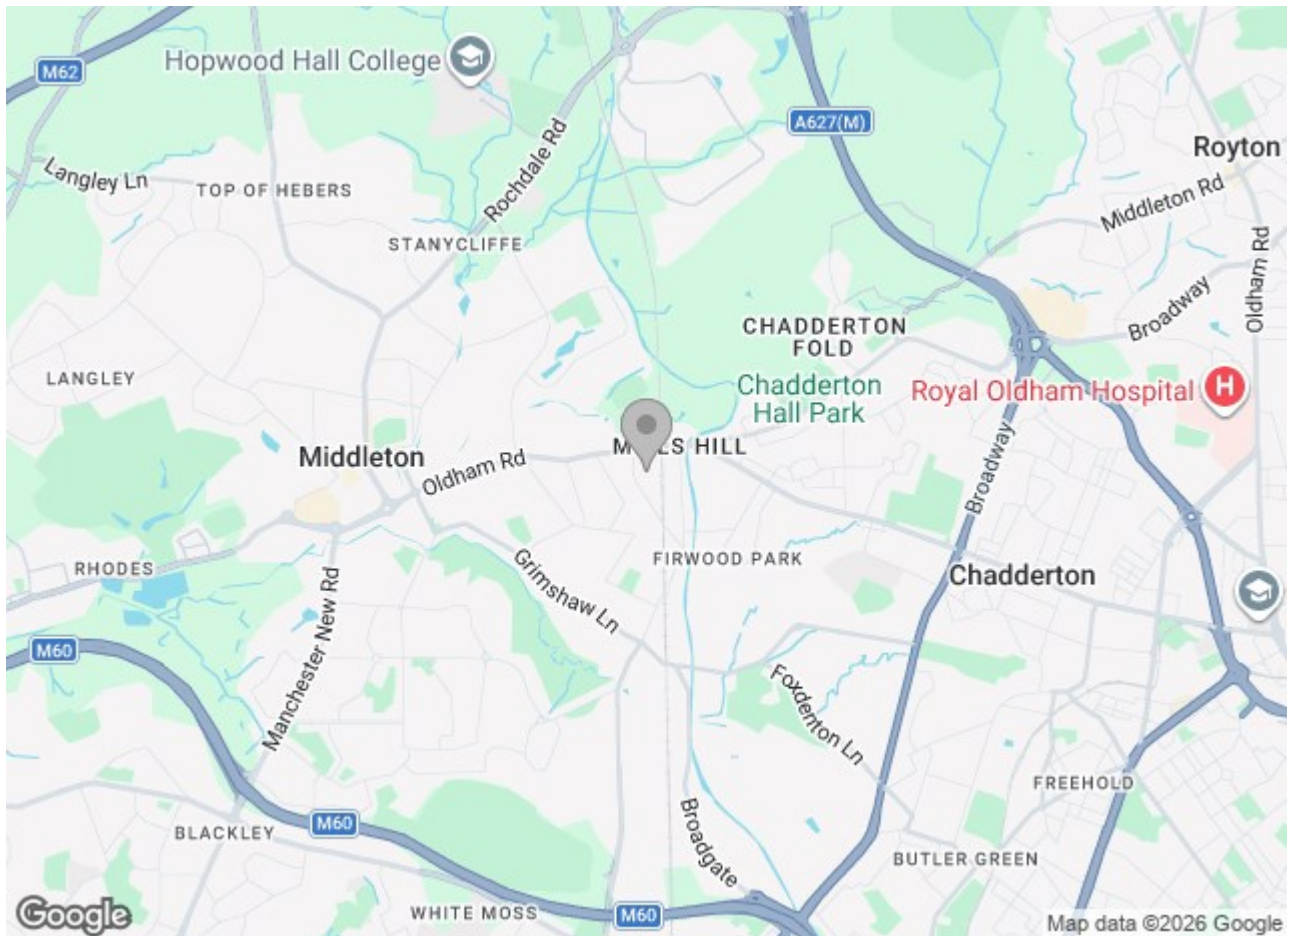 M62
Hopwood Hall College
A627(M)
Royton
Langley Ln
TOP OF HEBERS
Rochdale Rd
Middleton Rd
STANYCLIFFE
Oldham Rd
Broadway
CHADDERTON
FOLD
LANGLEY
Chadderton
Hall Park
Royal Oldham Hospital
H
MILLS HILL
Middleton
Oldham Rd
Broadway
RHODES
Grimshaw Ln
FIRWOOD PARK
Chadderton
M60
Manchester New Rd
Foxdenton Ln
FREEHOLD
M60
BLACKLEY
Broadgate
BUTLER GREEN
WHITE MOSS
M60
Google
Map data ©2026 Google